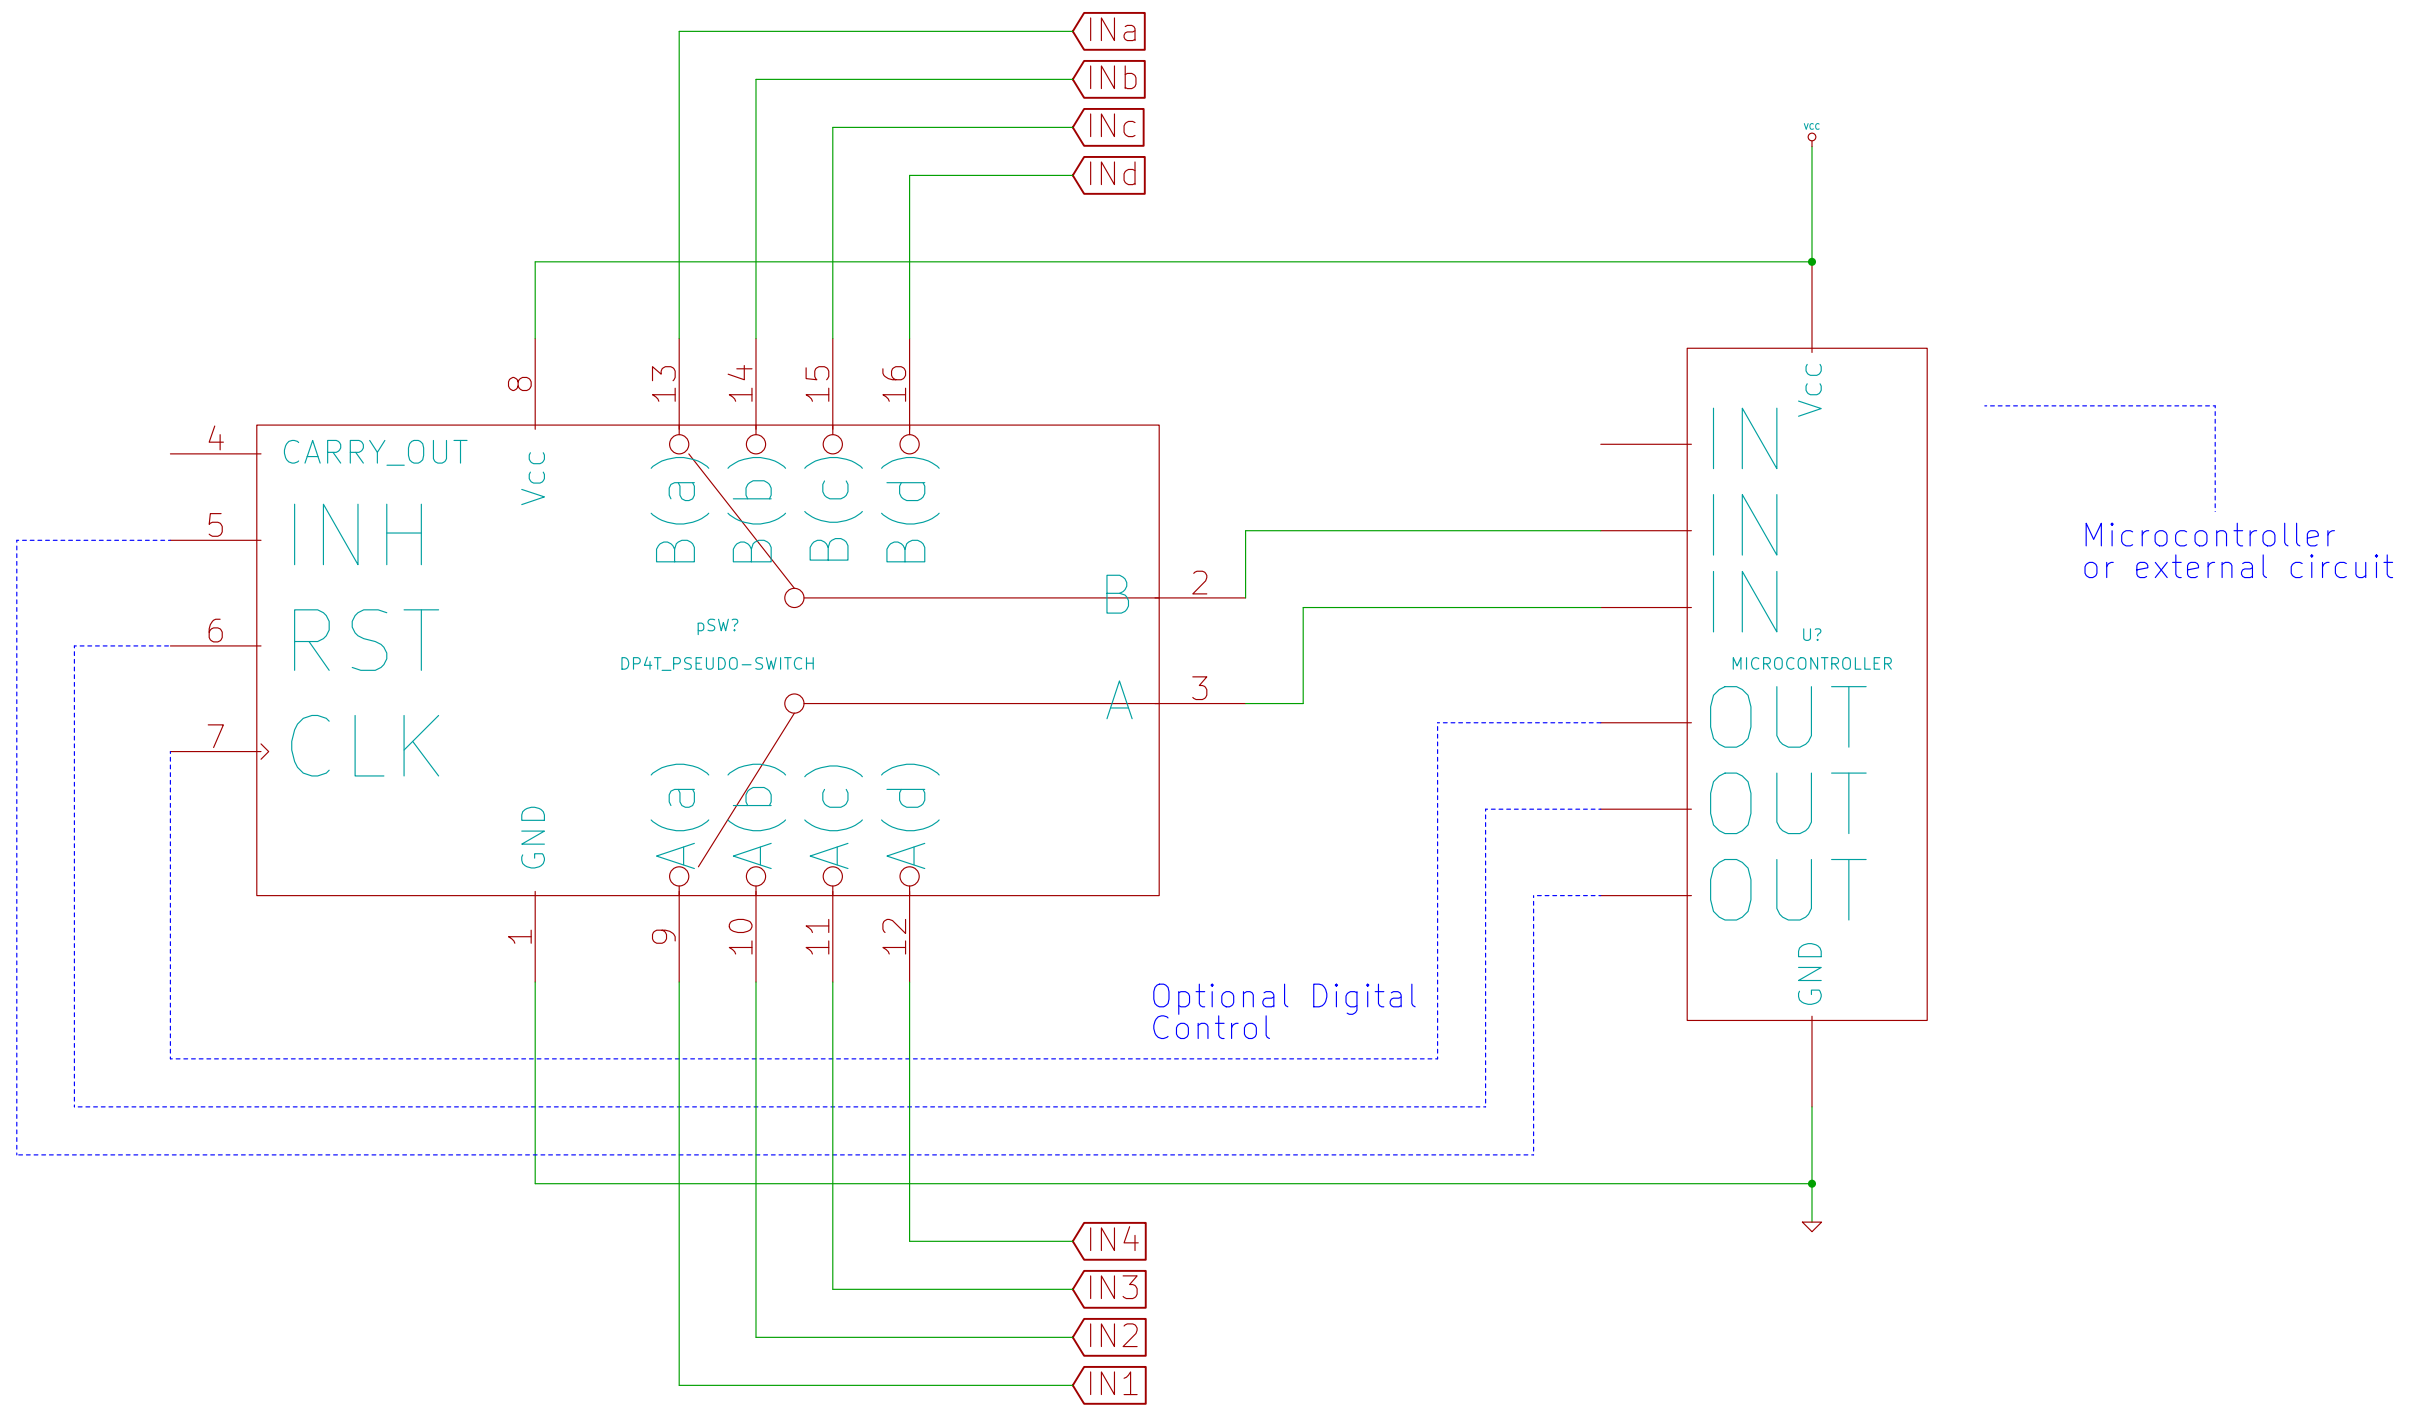 INa
INb
INc
INd
VCC
8
13
14
15
16
4
CARRY_OUT
Vcc
B(a)
B(b)
B(c)
B(d)
5
INH
6
RST
7
CLK
B
2
pSW?
DP4T_PSEUDO-SWITCH
A
3
GND
A(a)
A(b)
A(c)
A(d)
1
9
10
11
12
Vcc
IN
IN
IN
U?
MICROCONTROLLER
OUT
OUT
OUT
GND
Microcontroller
or external circuit
Optional Digital
Control
IN4
IN3
IN2
IN1